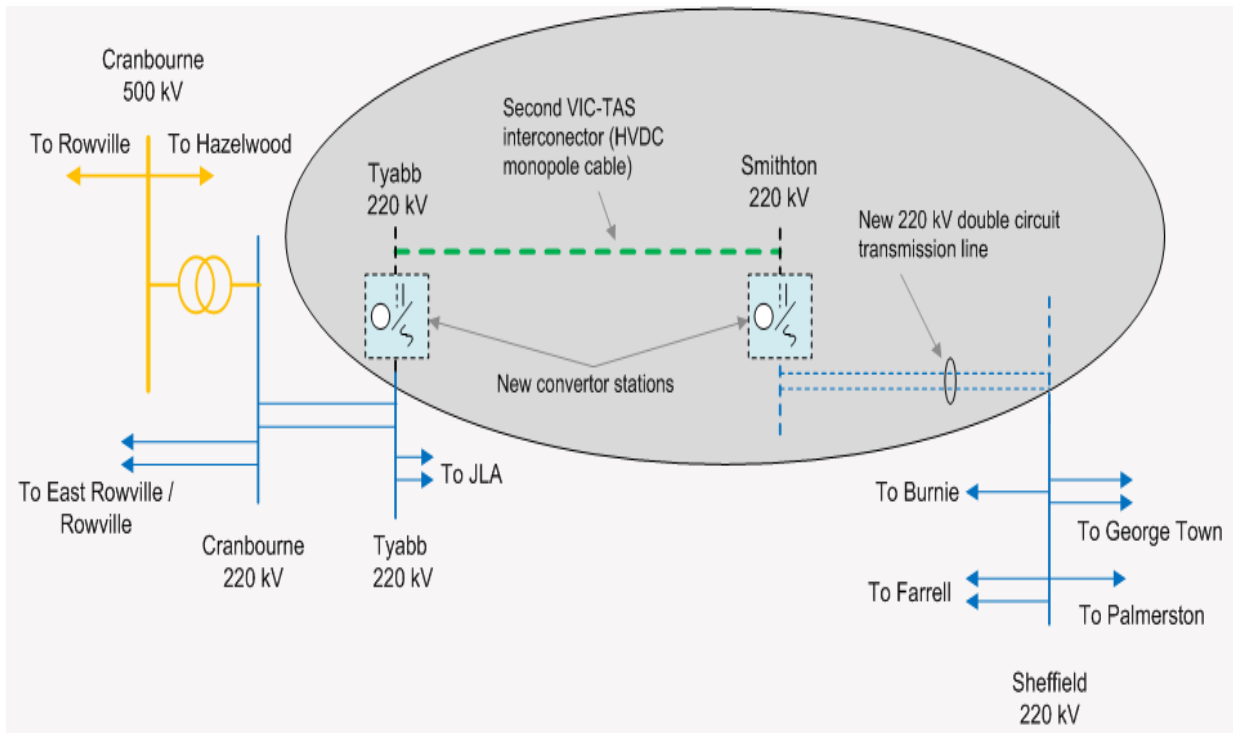 Cranbourne
500 kV
To Rowville
To Hazelwood
Second VIC-TAS
interconector (HVDC
monopole cable)
Tyabb
220 kV
Smithton
220 kV
New 220 kV double circuit
transmission line
New convertor stations
To East Rowville /
Rowville
To JLA
Cranbourne
220 kV
Tyabb
220 kV
To Burnie
To George Town
To Farrell
To Palmerston
Sheffield
220 kV